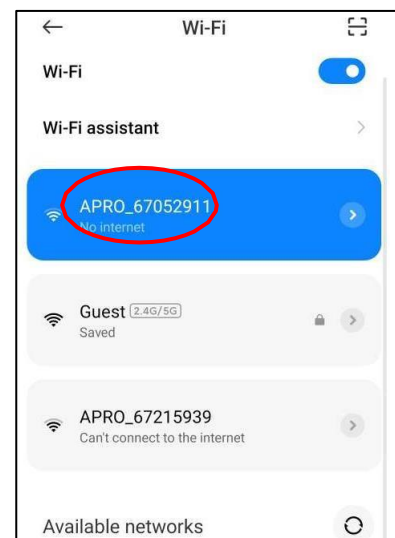 Wi-Fi
Wi-Fi
Wi-Fi assistant
APRO_67052911
No internet
Guest 2.4G/5G
Saved
APRO_67215939
Can't connect to the internet
Available networks